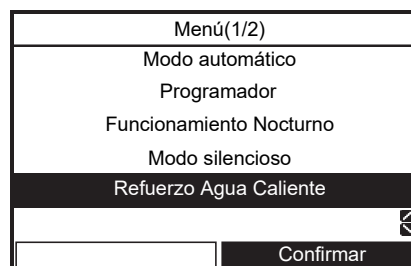 Menú(1/2)
Modo automático
Programador
Funcionamiento Nocturno
Modo silencioso
Refuerzo Agua Caliente
Confirmar